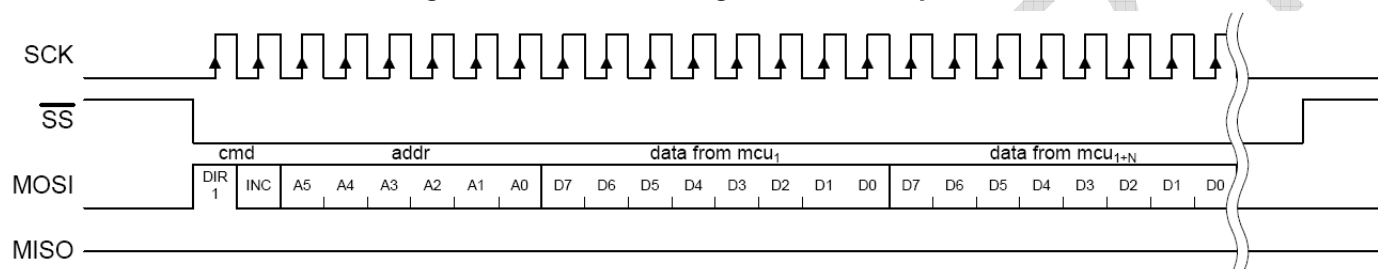 SCK
SS
cmd addr data from mcu1 data from mcu1+N
MOSI DIR 1 INC A5 A4 A3 A2 A1 A0 D7 D6 D5 D4 D3 D2 D1 D0 D7 D6 D5 D4 D3 D2 D1 D0
MISO